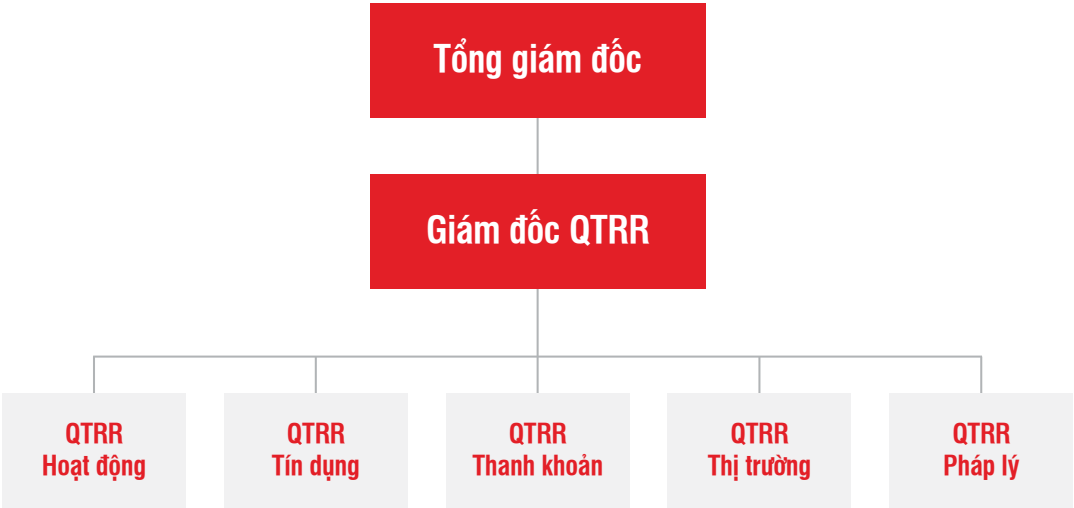 Tổng giám đốc
Giám đốc QTRR
QTRR
Hoạt động
QTRR
Tín dụng
QTRR
Thanh khoản
QTRR
Thị trường
QTRR
Pháp lý